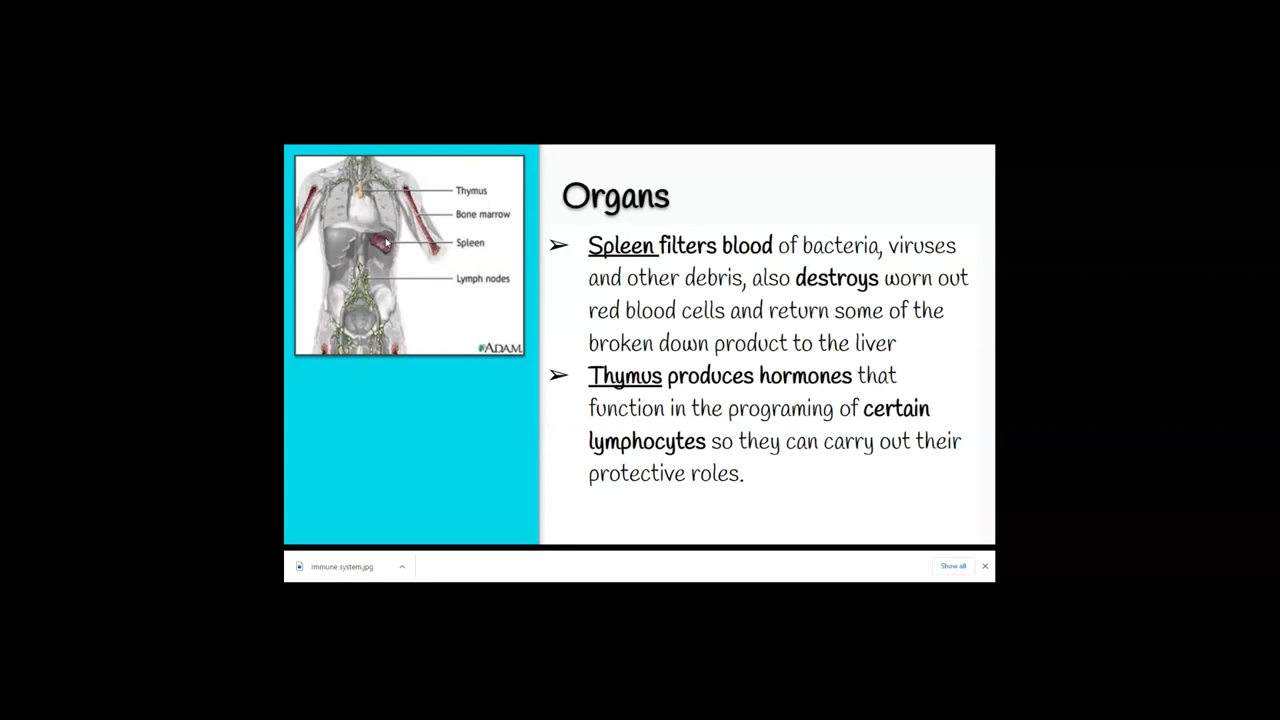 Thymus
Bone marrow
Spleen
Lymph nodes
ADAM.
Organs
➢ Spleen filters blood of bacteria, viruses
and other debris, also destroys worn out
red blood cells and return some of the
broken down product to the liver
➢ Thymus produces hormones that
function in the programing of certain
lymphocytes so they can carry out their
protective roles.
immune system.jpg
Show all